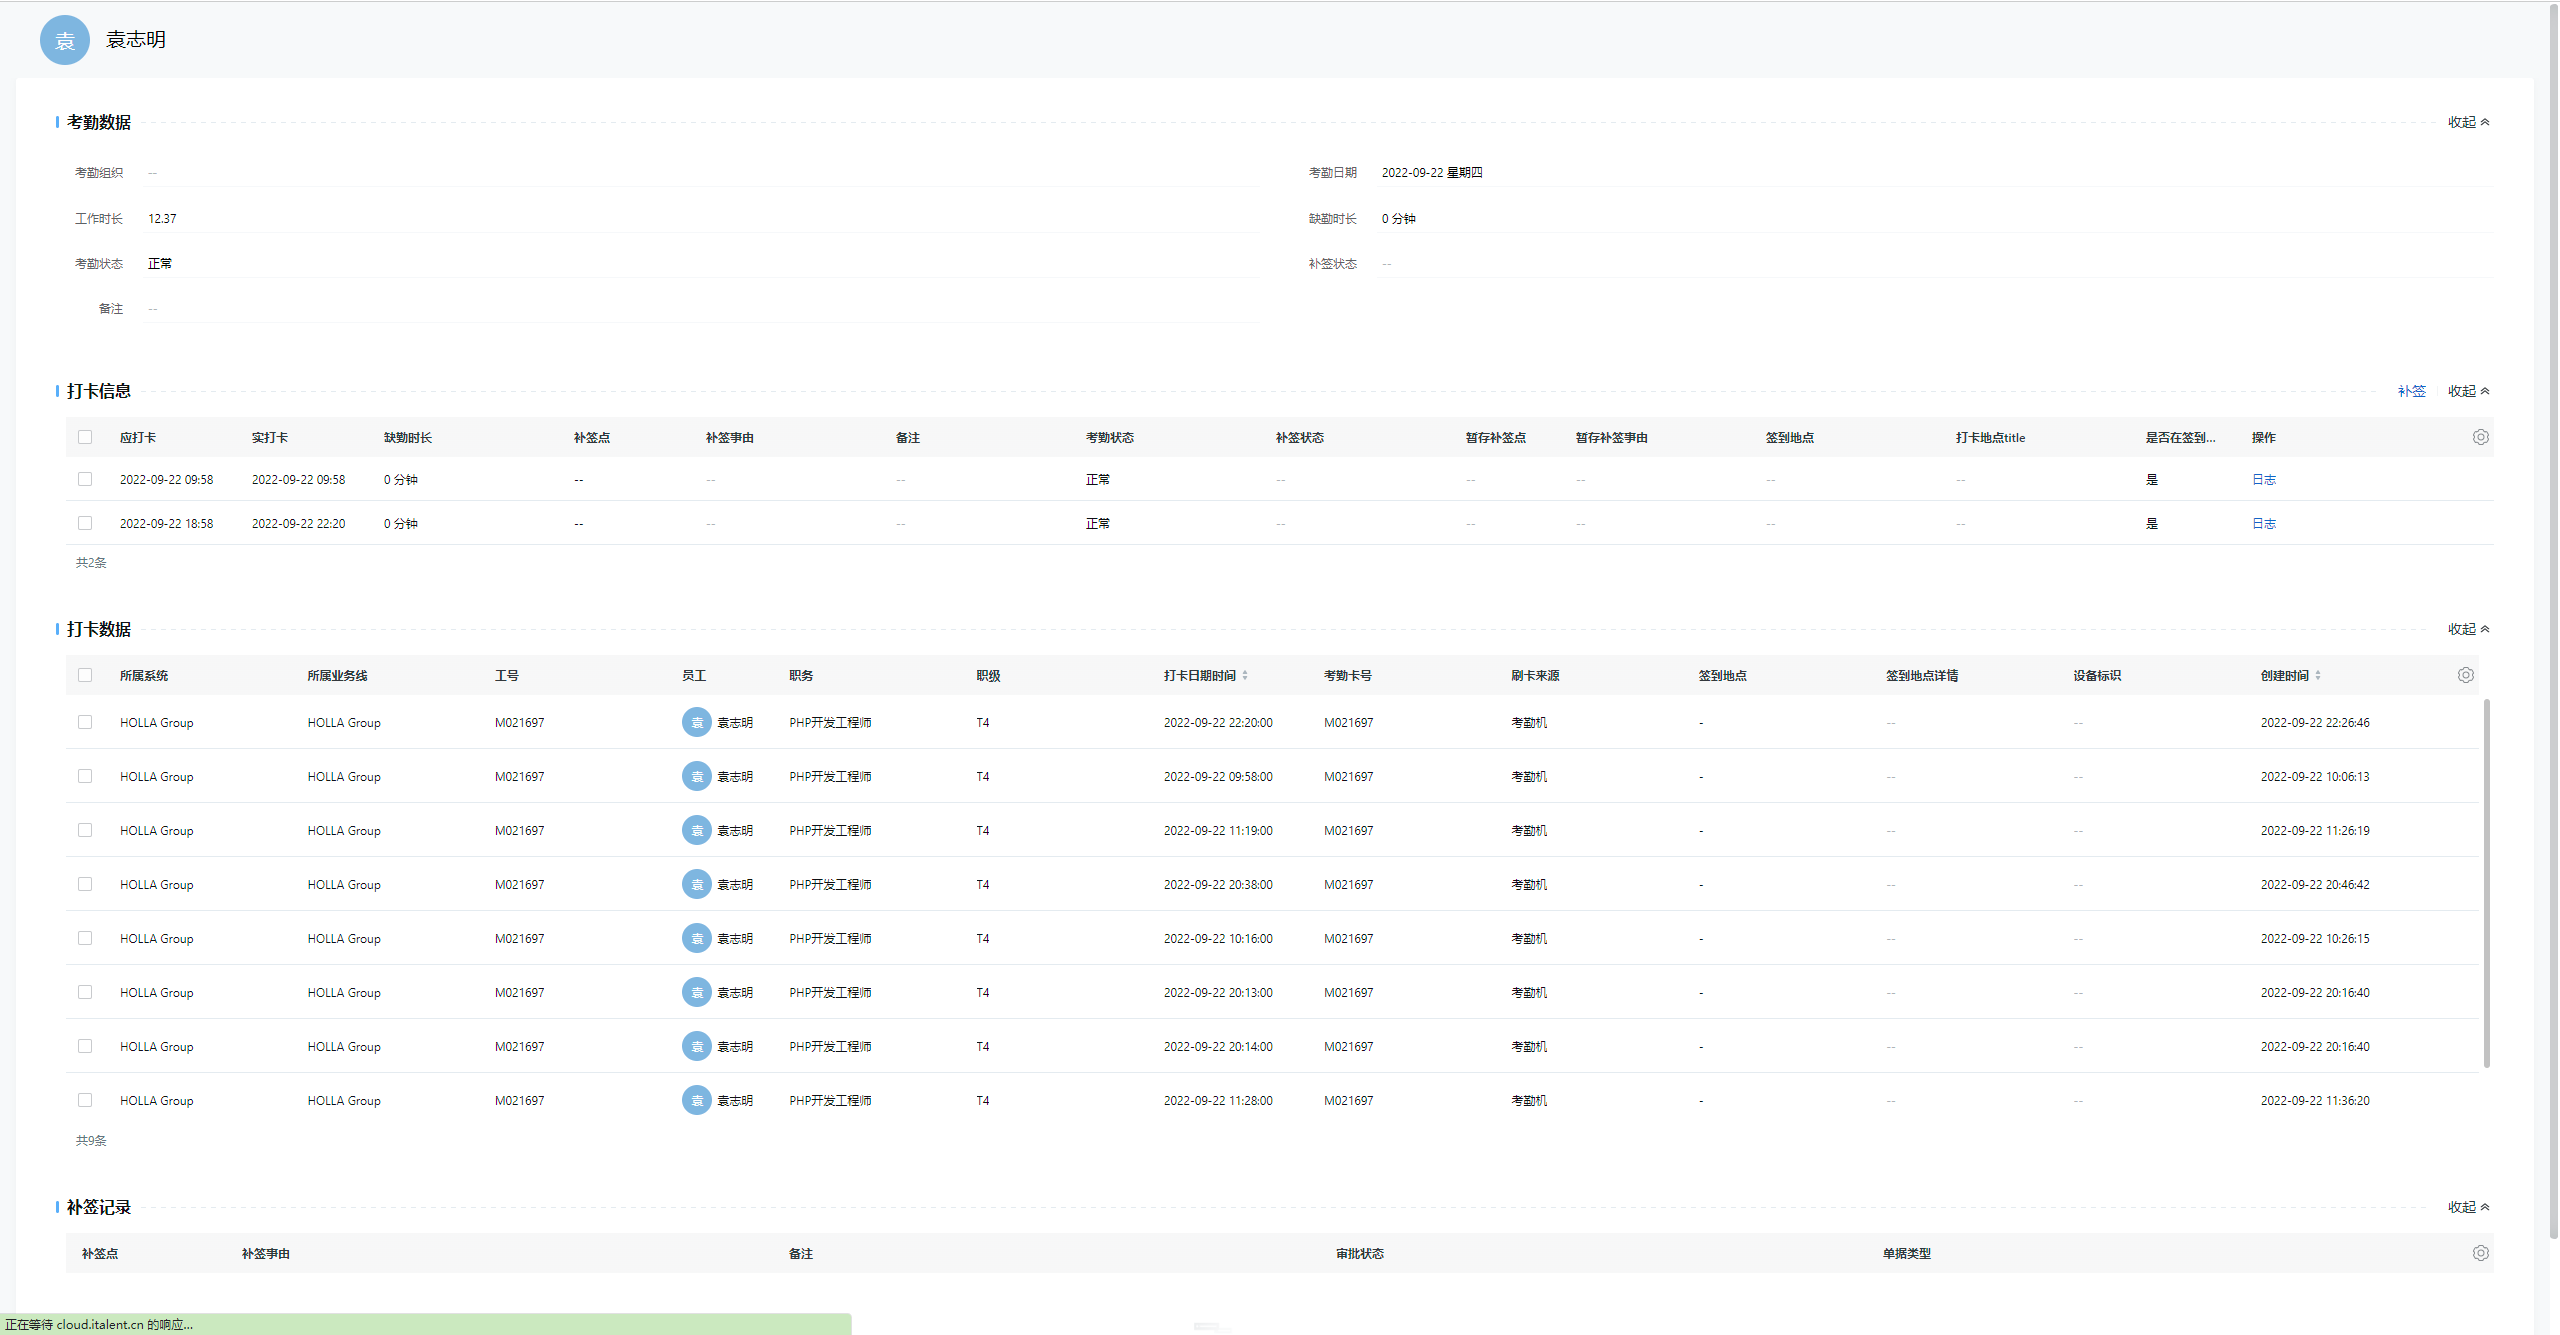 袁 袁志明
考勤数据 收起
考勤组织 -- 考勤日期 2022-09-22 星期四
工作时长 12.37 缺勤时长 0 分钟
考勤状态 正常 补签状态 --
备注 --
打卡信息 补签 收起
应打卡 实打卡 缺勤时长 补签点 补签事由 备注 考勤状态 补签状态 暂存补签点 暂存补签事由 签到地点 打卡地点title 是否在签到... 操作
2022-09-22 09:58 2022-09-22 09:58 0 分钟 -- -- -- 正常 -- -- -- -- -- 是 日志
2022-09-22 18:58 2022-09-22 22:20 0 分钟 -- -- -- 正常 -- -- -- -- -- 是 日志
共2条
打卡数据 收起
所属系统 所属业务线 工号 员工 职务 职级 打卡日期时间 考勤卡号 刷卡来源 签到地点 签到地点详情 设备标识 创建时间
HOLLA Group HOLLA Group M021697 袁 袁志明 PHP开发工程师 T4 2022-09-22 22:20:00 M021697 考勤机 - -- -- 2022-09-22 22:26:46
HOLLA Group HOLLA Group M021697 袁 袁志明 PHP开发工程师 T4 2022-09-22 09:58:00 M021697 考勤机 - -- -- 2022-09-22 10:06:13
HOLLA Group HOLLA Group M021697 袁 袁志明 PHP开发工程师 T4 2022-09-22 11:19:00 M021697 考勤机 - -- -- 2022-09-22 11:26:19
HOLLA Group HOLLA Group M021697 袁 袁志明 PHP开发工程师 T4 2022-09-22 20:38:00 M021697 考勤机 - -- -- 2022-09-22 20:46:42
HOLLA Group HOLLA Group M021697 袁 袁志明 PHP开发工程师 T4 2022-09-22 10:16:00 M021697 考勤机 - -- -- 2022-09-22 10:26:15
HOLLA Group HOLLA Group M021697 袁 袁志明 PHP开发工程师 T4 2022-09-22 20:13:00 M021697 考勤机 - -- -- 2022-09-22 20:16:40
HOLLA Group HOLLA Group M021697 袁 袁志明 PHP开发工程师 T4 2022-09-22 20:14:00 M021697 考勤机 - -- -- 2022-09-22 20:16:40
HOLLA Group HOLLA Group M021697 袁 袁志明 PHP开发工程师 T4 2022-09-22 11:28:00 M021697 考勤机 - -- -- 2022-09-22 11:36:20
共9条
补签记录 收起
补签点 补签事由 备注 审批状态 单据类型
正在等待 cloud.italent.cn 的响应...